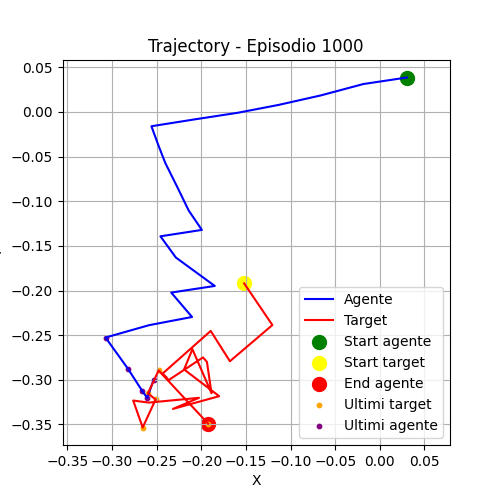 Trajectory - Episodio 1000
0.05
0.00
−0.05
−0.10
−0.15
−0.20
−0.25
−0.30
−0.35
Agente
Target
Start agente
Start target
End agente
Ultimi target
Ultimi agente
−0.35 −0.30 −0.25 −0.20 −0.15 −0.10 −0.05 0.00 0.05
X